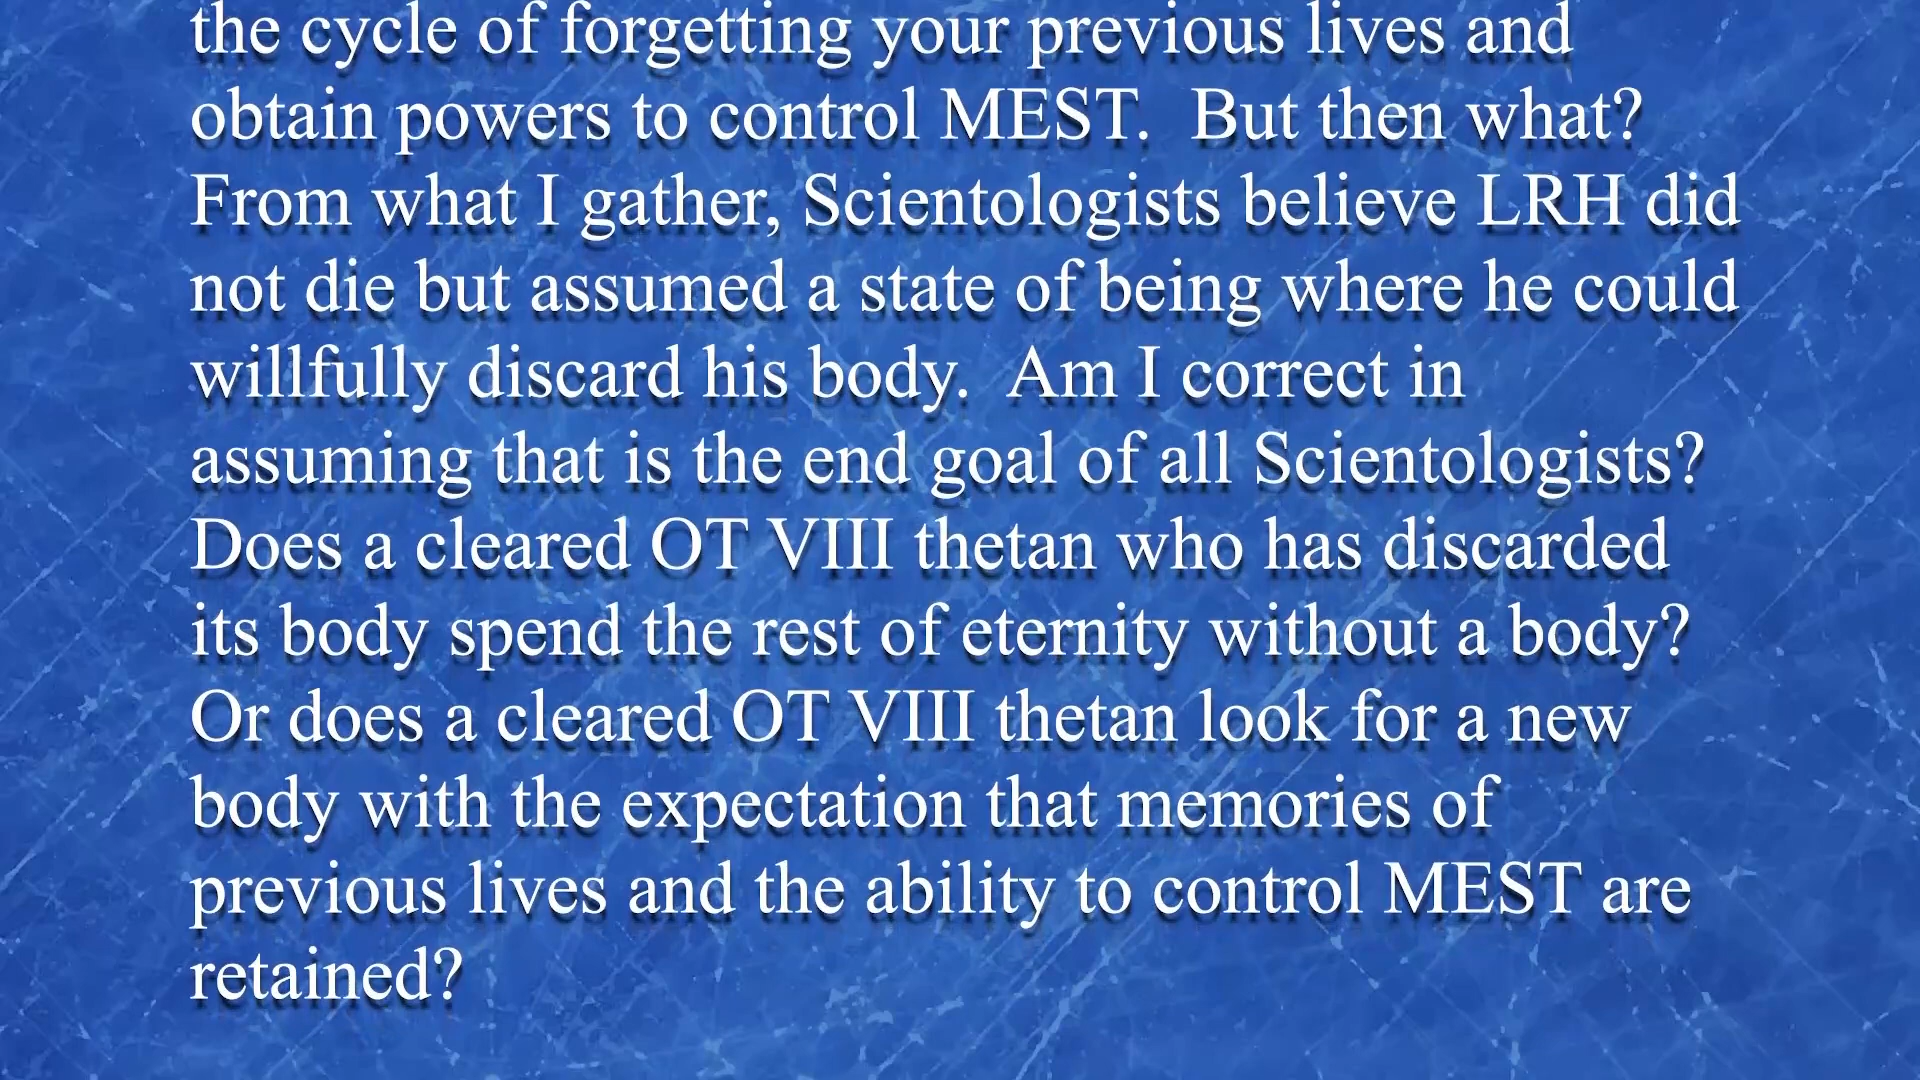 the cycle of forgetting your previous lives and
obtain powers to control MEST.  But then what?
From what I gather, Scientologists believe LRH did
not die but assumed a state of being where he could
willfully discard his body.  Am I correct in
assuming that is the end goal of all Scientologists?
Does a cleared OT VIII thetan who has discarded
its body spend the rest of eternity without a body?
Or does a cleared OT VIII thetan look for a new
body with the expectation that memories of
previous lives and the ability to control MEST are
retained?